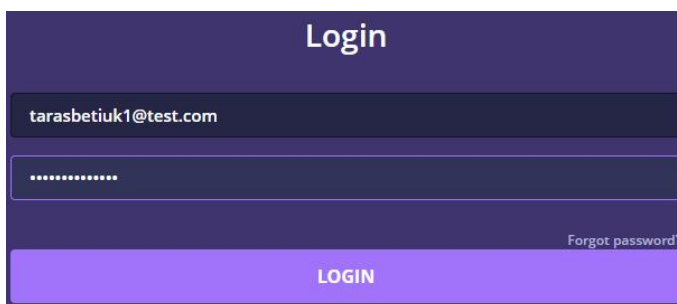 Login
tarasbetiuk1@test.com
••••••••••••••
Forgot password?
LOGIN